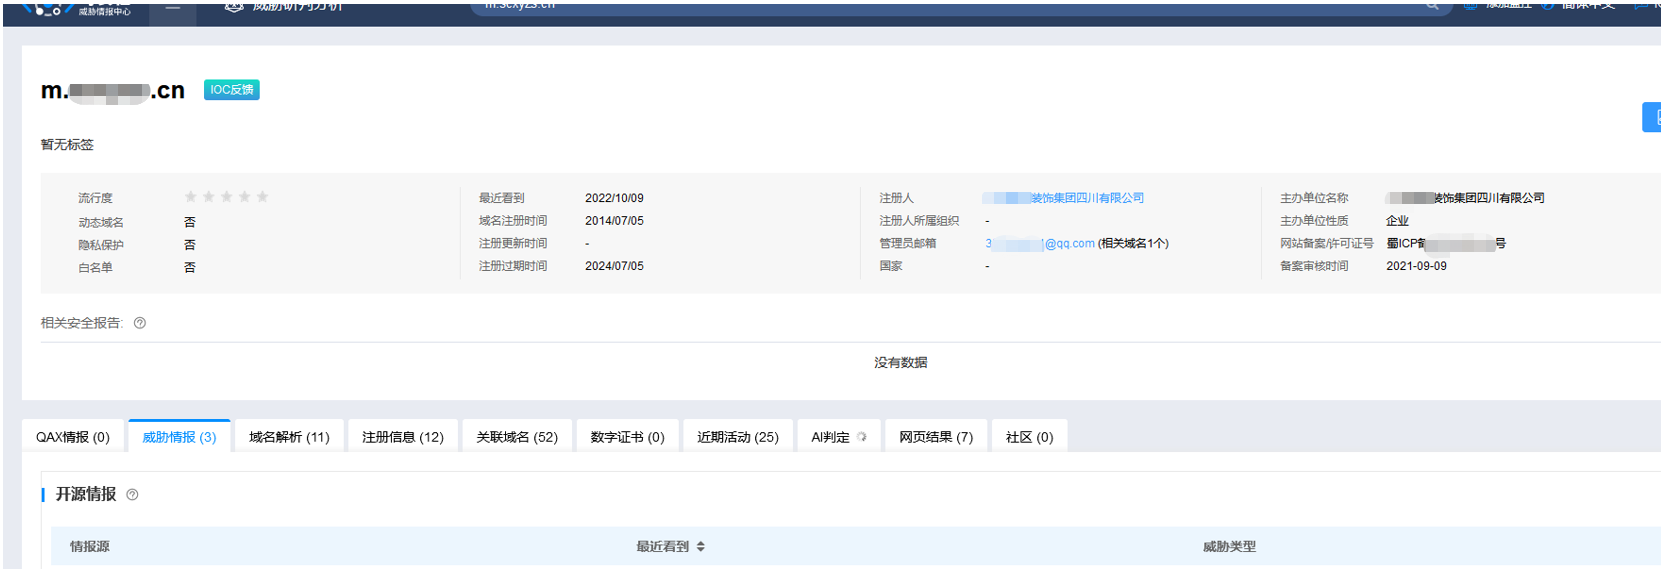 威胁情报中心
威胁研判分析
m.scxyzs.cn
添加监控
简体中文
m. .cn
IOC反馈
暂无标签
流行度
动态域名 否
隐私保护 否
白名单 否
最近看到 2022/10/09
域名注册时间 2014/07/05
注册更新时间 -
注册过期时间 2024/07/05
注册人 装饰集团四川有限公司
注册人所属组织 -
管理员邮箱 3 @qq.com (相关域名1个)
国家 -
主办单位名称 装饰集团四川有限公司
主办单位性质 企业
网站备案/许可证号 蜀ICP备 号
备案审核时间 2021-09-09
相关安全报告:
没有数据
QAX情报 (0) 威胁情报 (3) 域名解析 (11) 注册信息 (12) 关联域名 (52) 数字证书 (0) 近期活动 (25) AI判定 网页结果 (7) 社区 (0)
开源情报
情报源 最近看到 威胁类型